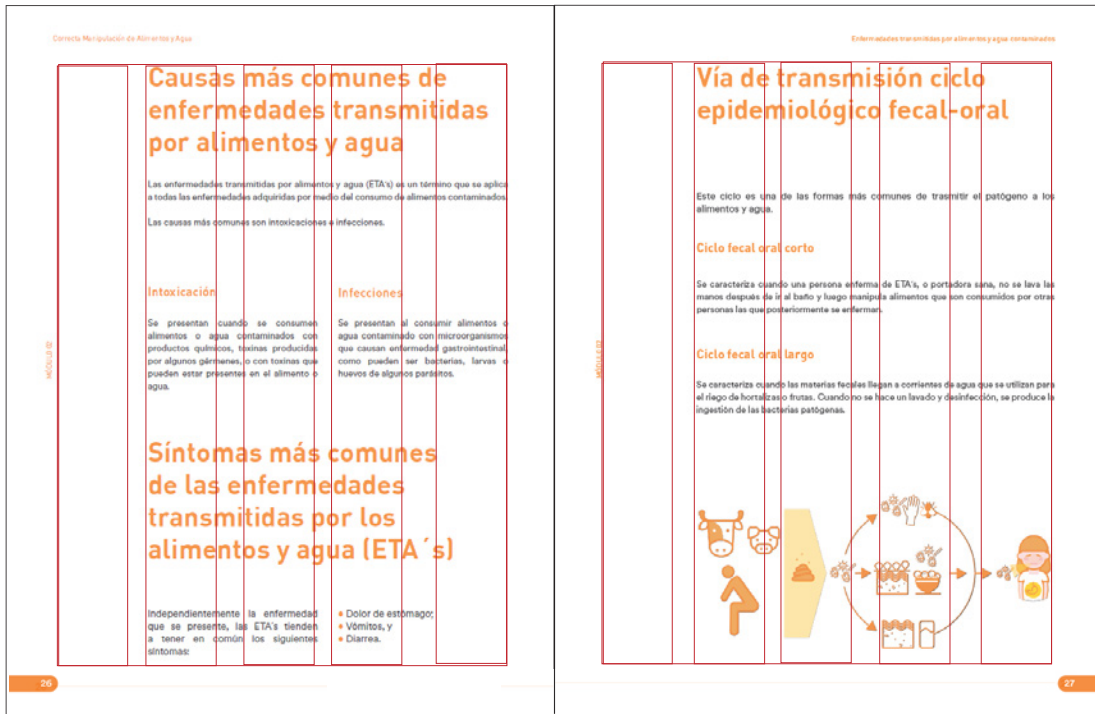 Correcta Manipulación de Alimentos y Agua
Causas más comunes de
enfermedades transmitidas
por alimentos y agua
Las enfermedades transmitidas por alimentos y agua (ETA's) es un término que se aplica
a todas las enfermedades adquiridas por medio del consumo de alimentos contaminados.
Las causas más comunes son intoxicaciones e infecciones.
Intoxicación
Se presentan cuando se consumen
alimentos o agua contaminados con
productos químicos, toxinas producidas
por algunos gérmenes, o con toxinas que
pueden estar presentes en el alimento o
agua.
Infecciones
Se presentan al consumir alimentos o
agua contaminado con microorganismos
que causan enfermedad gastrointestinal,
como pueden ser bacterias, larvas o
huevos de algunos parásitos.
MÓDULO 02
Síntomas más comunes
de las enfermedades
transmitidas por los
alimentos y agua (ETA´s)
Independientemente la enfermedad
que se presente, las ETA's tienden
a tener en común los siguientes
síntomas:
• Dolor de estómago;
• Vómitos, y
• Diarrea.
26
Enfermedades transmitidas por alimentos y agua contaminados
Vía de transmisión ciclo
epidemiológico fecal-oral
Este ciclo es una de las formas más comunes de trasmitir el patógeno a los
alimentos y agua.
Ciclo fecal oral corto
Se caracteriza cuando una persona enferma de ETA's, o portadora sana, no se lava las
manos después de ir al baño y luego manipula alimentos que son consumidos por otras
personas las que posteriormente se enferman.
MÓDULO 02
Ciclo fecal oral largo
Se caracteriza cuando las materias fecales llegan a corrientes de agua que se utilizan para
el riego de hortalizas o frutas. Cuando no se hace un lavado y desinfección, se produce la
ingestión de las bacterias patógenas.
27